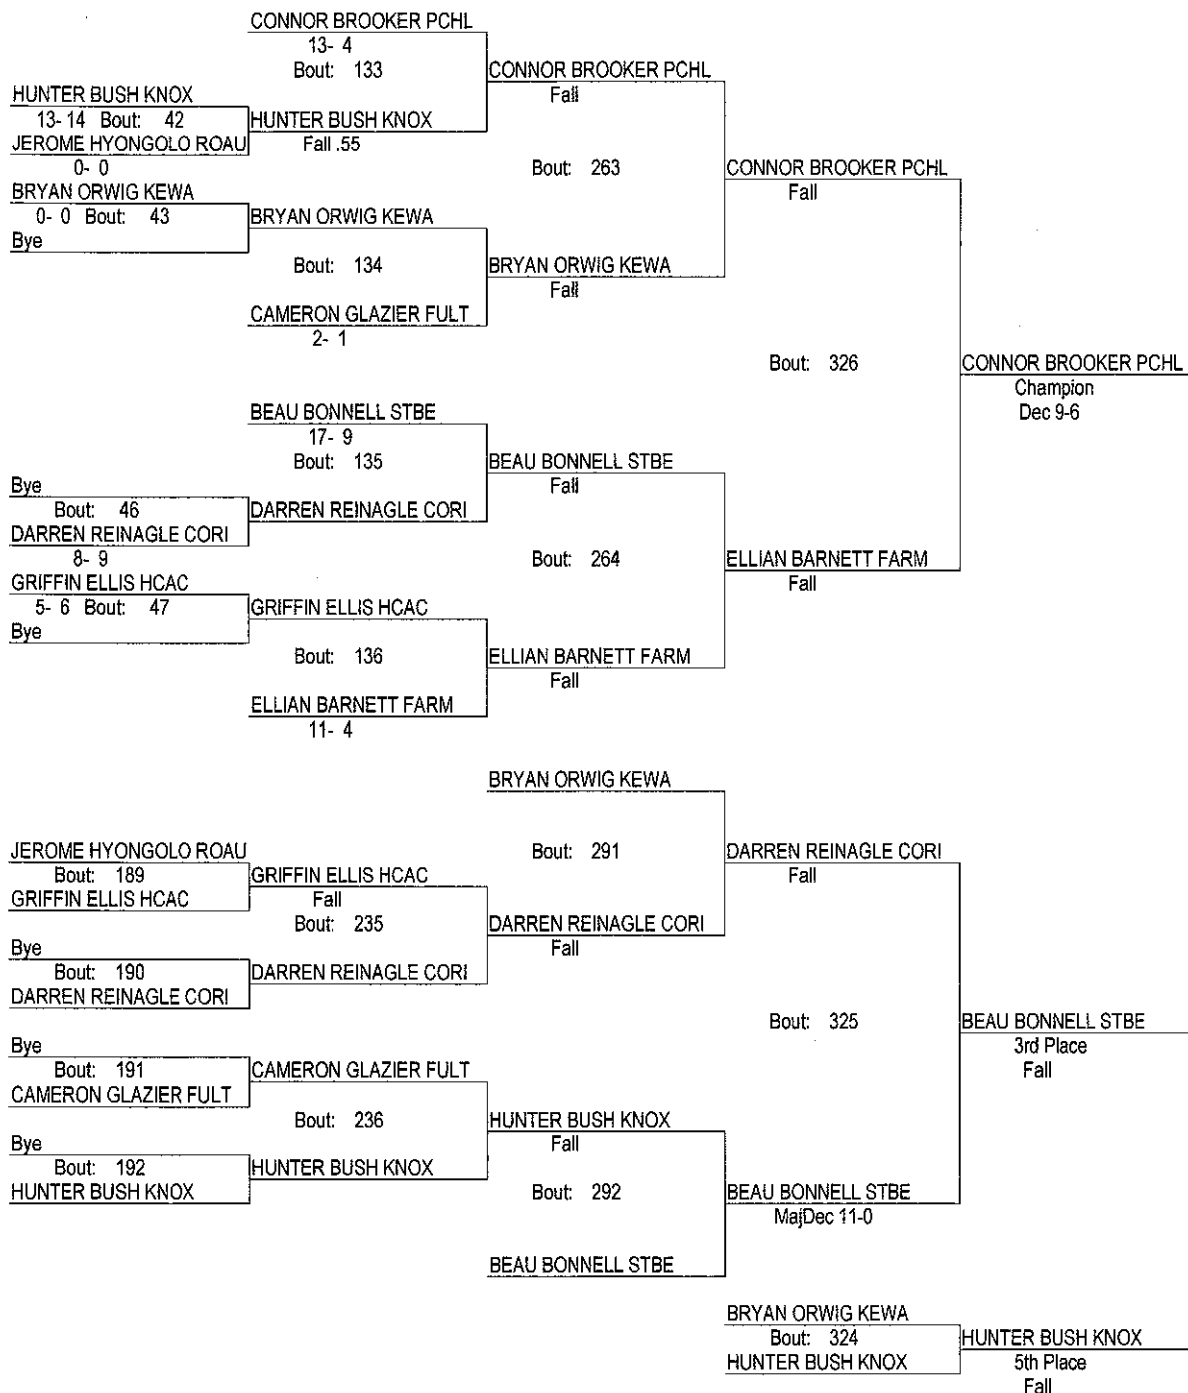 CONNOR BROOKER PCHL
13- 4
Bout: 133
CONNOR BROOKER PCHL
Fall
HUNTER BUSH KNOX
13- 14 Bout: 42
HUNTER BUSH KNOX
Fall .55
JEROME HYONGOLO ROAU
0- 0
Bout: 263
CONNOR BROOKER PCHL
Fall
BRYAN ORWIG KEWA
0- 0 Bout: 43
BRYAN ORWIG KEWA
Bye
Bout: 134
BRYAN ORWIG KEWA
Fall
CAMERON GLAZIER FULT
2- 1
Bout: 326
CONNOR BROOKER PCHL
Champion
Dec 9-6
BEAU BONNELL STBE
17- 9
Bout: 135
BEAU BONNELL STBE
Fall
Bye
Bout: 46
DARREN REINAGLE CORI
DARREN REINAGLE CORI
8- 9
Bout: 264
ELLIAN BARNETT FARM
Fall
GRIFFIN ELLIS HCAC
5- 6 Bout: 47
GRIFFIN ELLIS HCAC
Bye
Bout: 136
ELLIAN BARNETT FARM
Fall
ELLIAN BARNETT FARM
11- 4
BRYAN ORWIG KEWA
Bout: 291
DARREN REINAGLE CORI
Fall
JEROME HYONGOLO ROAU
Bout: 189
GRIFFIN ELLIS HCAC
Fall
GRIFFIN ELLIS HCAC
Bout: 235
DARREN REINAGLE CORI
Fall
Bye
Bout: 190
DARREN REINAGLE CORI
DARREN REINAGLE CORI
Bout: 325
BEAU BONNELL STBE
3rd Place
Fall
Bye
Bout: 191
CAMERON GLAZIER FULT
CAMERON GLAZIER FULT
Bout: 236
HUNTER BUSH KNOX
Fall
Bye
Bout: 192
HUNTER BUSH KNOX
HUNTER BUSH KNOX
Bout: 292
BEAU BONNELL STBE
MajDec 11-0
BEAU BONNELL STBE
BRYAN ORWIG KEWA
Bout: 324
HUNTER BUSH KNOX
HUNTER BUSH KNOX
5th Place
Fall